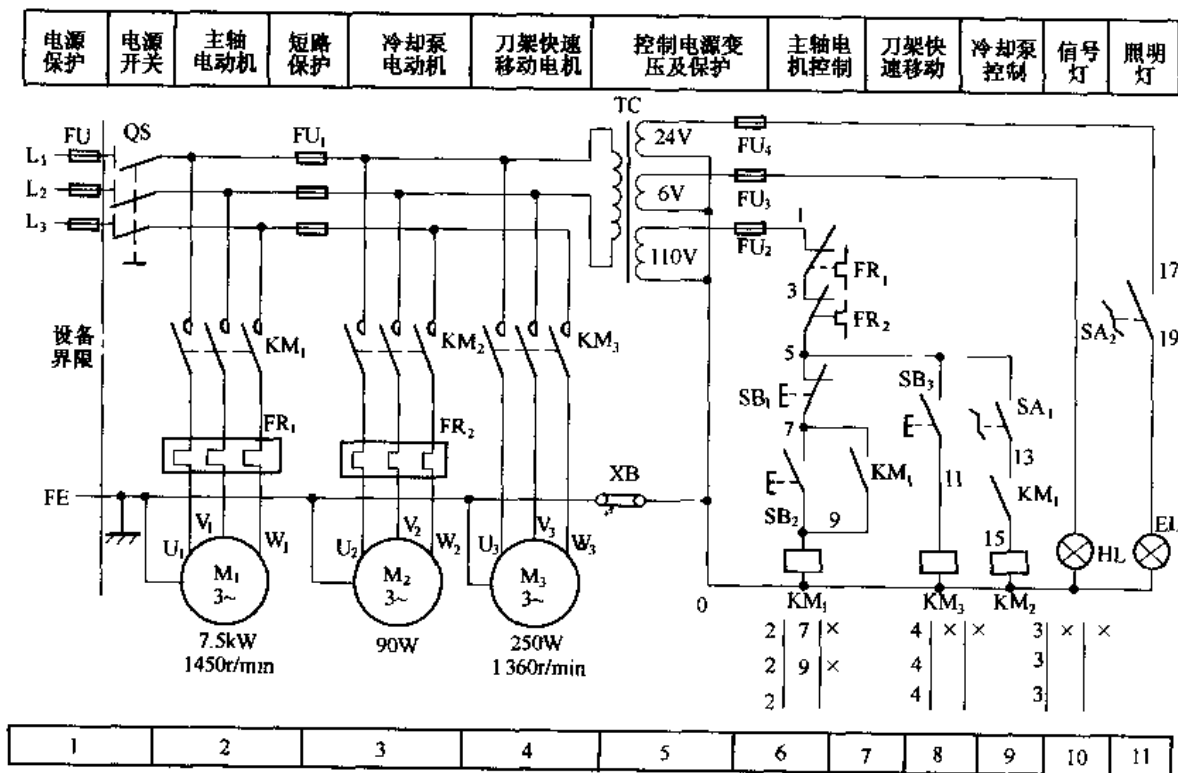 电源保护
电源开关
主轴电动机
短路保护
冷却泵电动机
刀架快速移动电机
控制电源变压及保护
主轴电机控制
刀架快速移动
冷却泵控制
信号灯
照明灯
FU
QS
FU₁
TC
24V
FU₄
L₁
L₂
L₃
6V
FU₃
1
110V
FU₂
FR₁
3
FR₂
17
设备界限
KM₁
KM₂
KM₃
SA₂
19
5
SB₃
SB₁
SA₁
7
13
FR₁
FR₂
XB
KM₁
11
KM₁
FE
SB₂
9
15
U₁
V₁
W₁
U₂
V₂
W₂
U₃
V₃
W₃
HL
EL
M₁
3~
M₂
3~
M₃
3~
0
KM₁
KM₃
KM₂
7.5kW
1450r/min
90W
250W
1360r/min
2 7 ×
2 9 ×
2
4 × ×
4
4
3 × ×
3
3
1 2 3 4 5 6 7 8 9 10 11